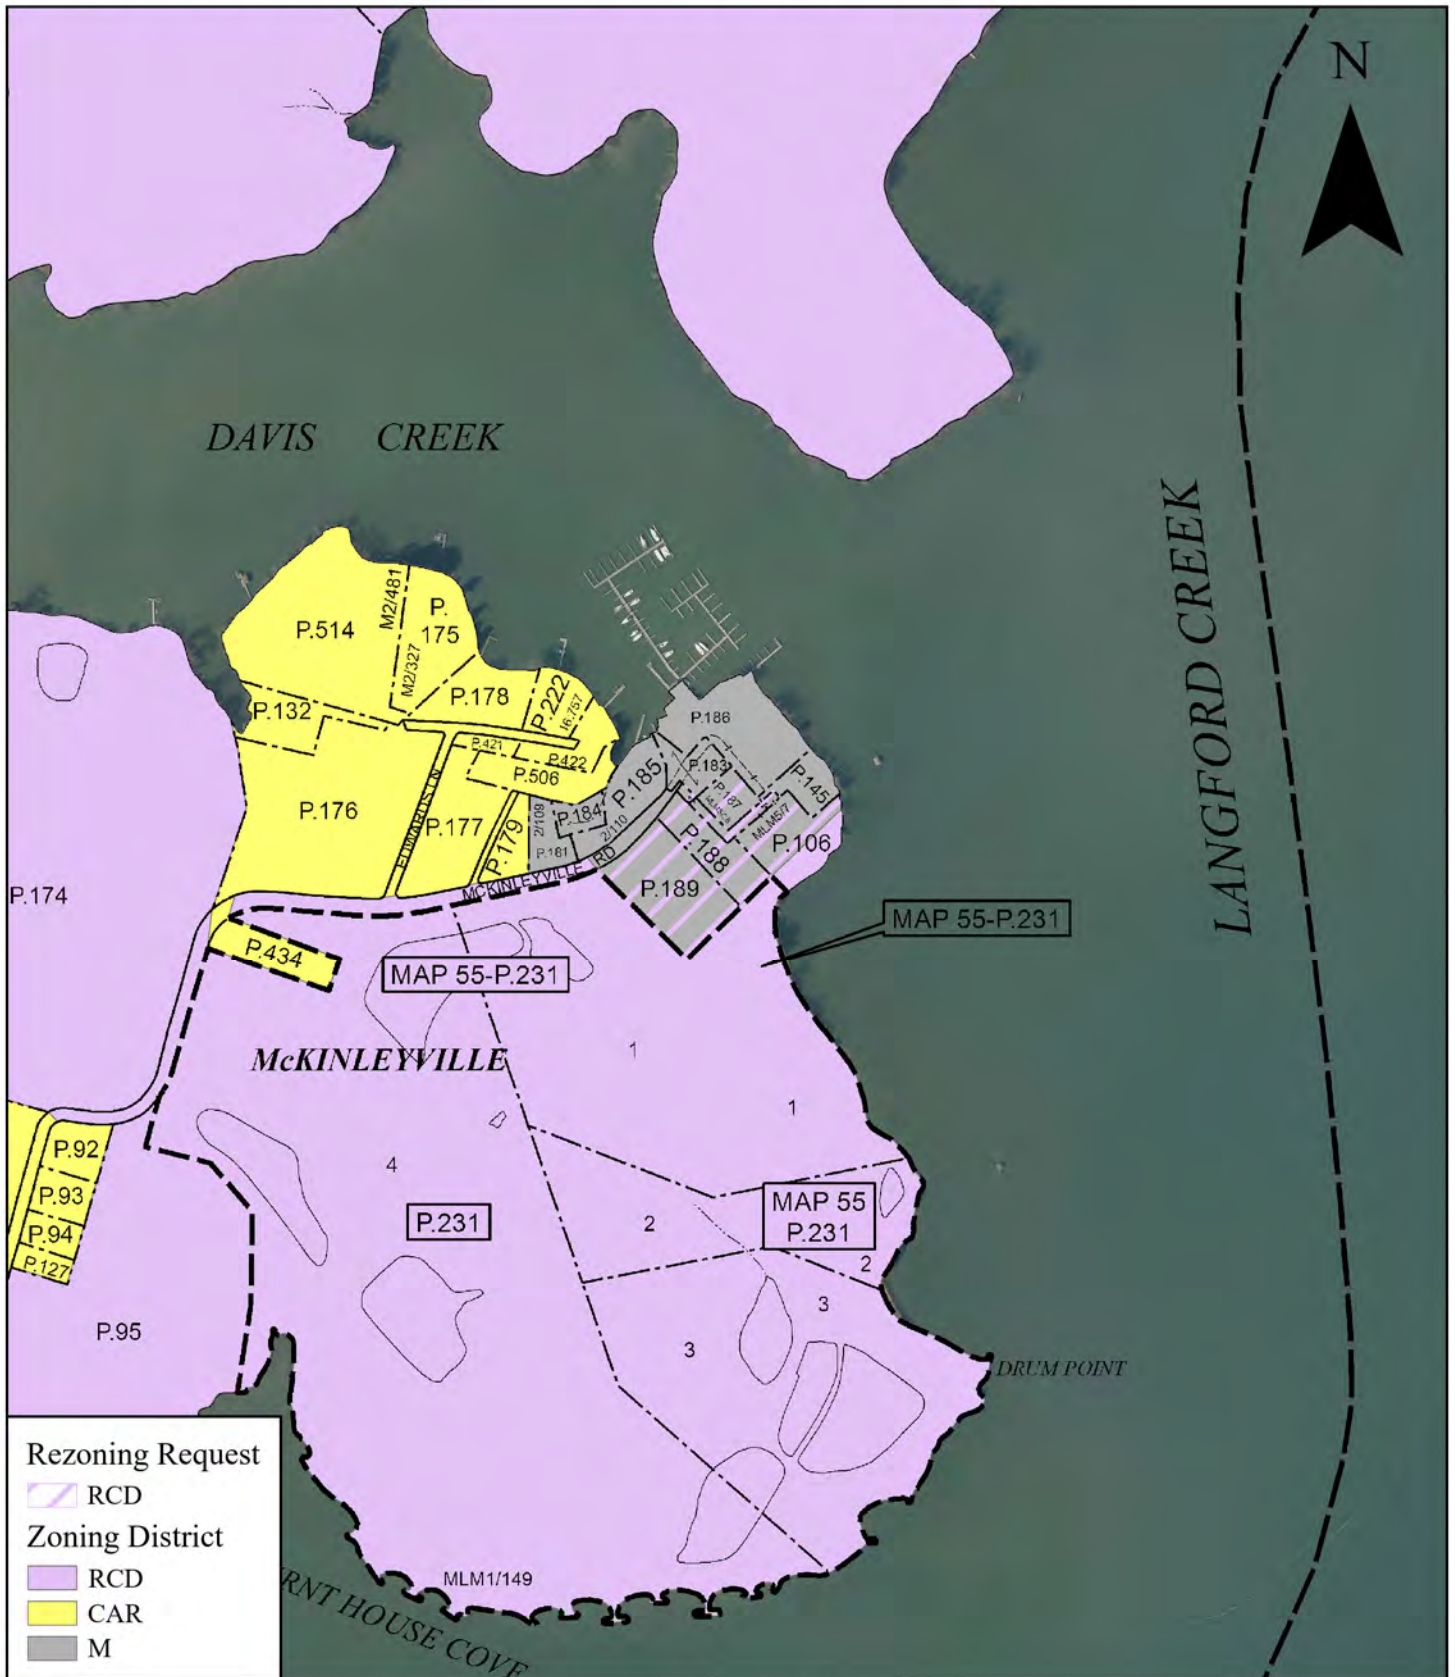 N
DAVIS CREEK
LANGFORD CREEK
P.514
M2/481
P.
175
M2/327
P.178
P.222
16.757
P.132
P.421
P.422
P.506
P.176
EDWARDS LN
P.177
P.179
2/109
P.184
P.181
2/110
P.185
P.186
P.183
P.187
P.145
MLM5/7
P.106
P.188
P.189
MCKINLEYVILLE RD
P.174
P.434
MAP 55-P.231
MAP 55-P.231
McKINLEYVILLE
1
1
4
P.92
P.93
P.94
P.127
P.231
2
MAP 55
P.231
2
3
3
P.95
DRUM POINT
MLM1/149
RNT HOUSE COVE
Rezoning Request
RCD
Zoning District
RCD
CAR
M